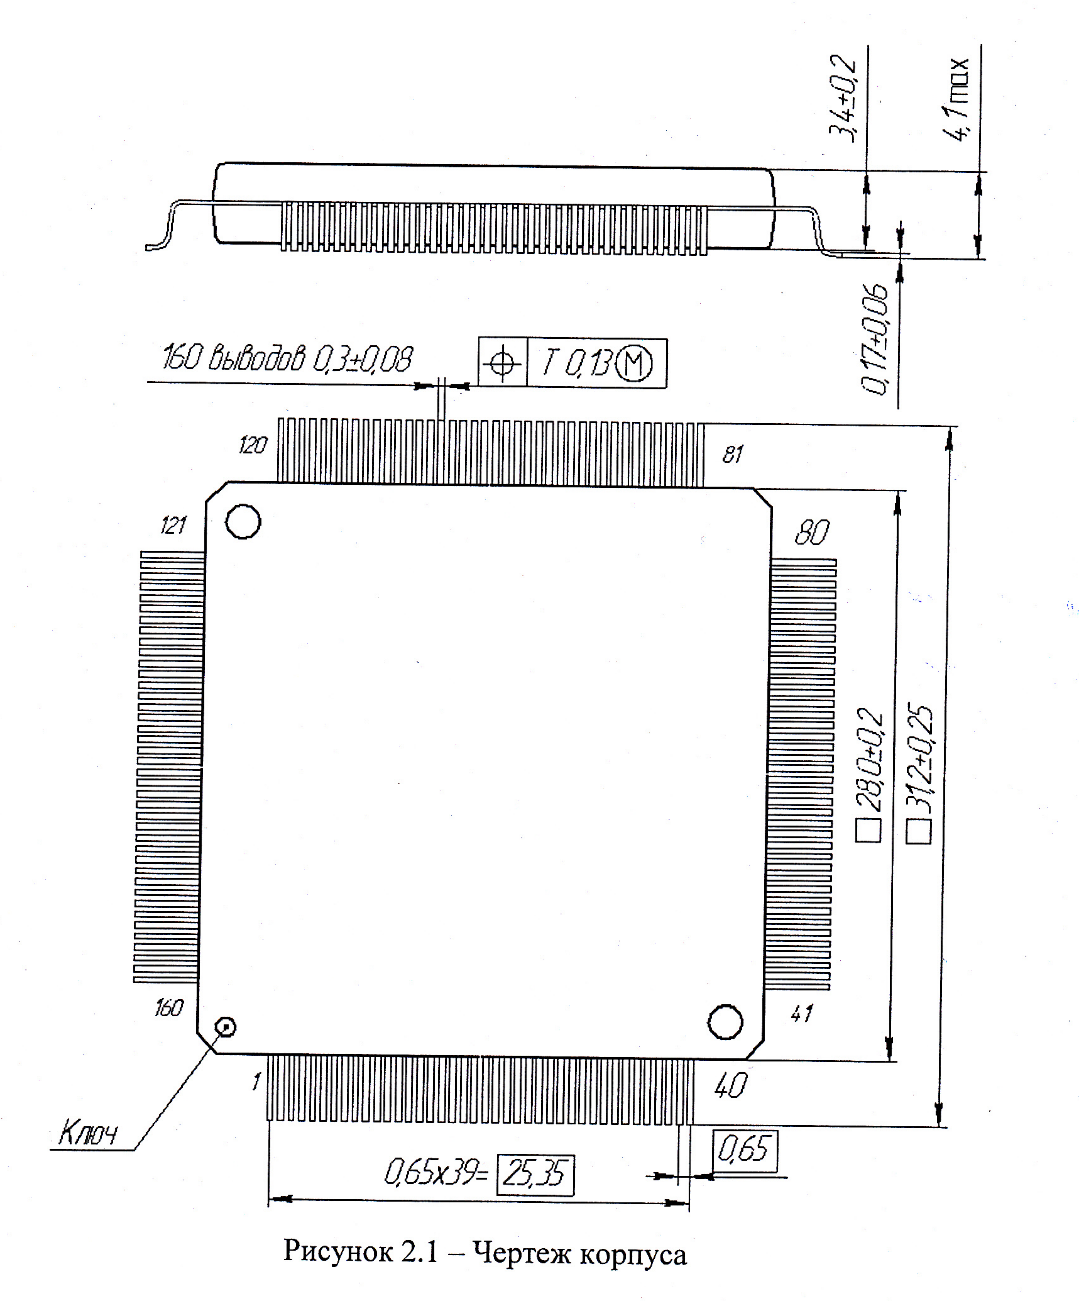 3,4±0,2
4,1max
0,17±0,06
160 выводов 0,3±0,08
T 0,13 M
120
81
121
80
28,0±0,2
31,2±0,25
160
41
1
40
Ключ
0,65
0,65x39= 25,35
Рисунок 2.1 – Чертеж корпуса